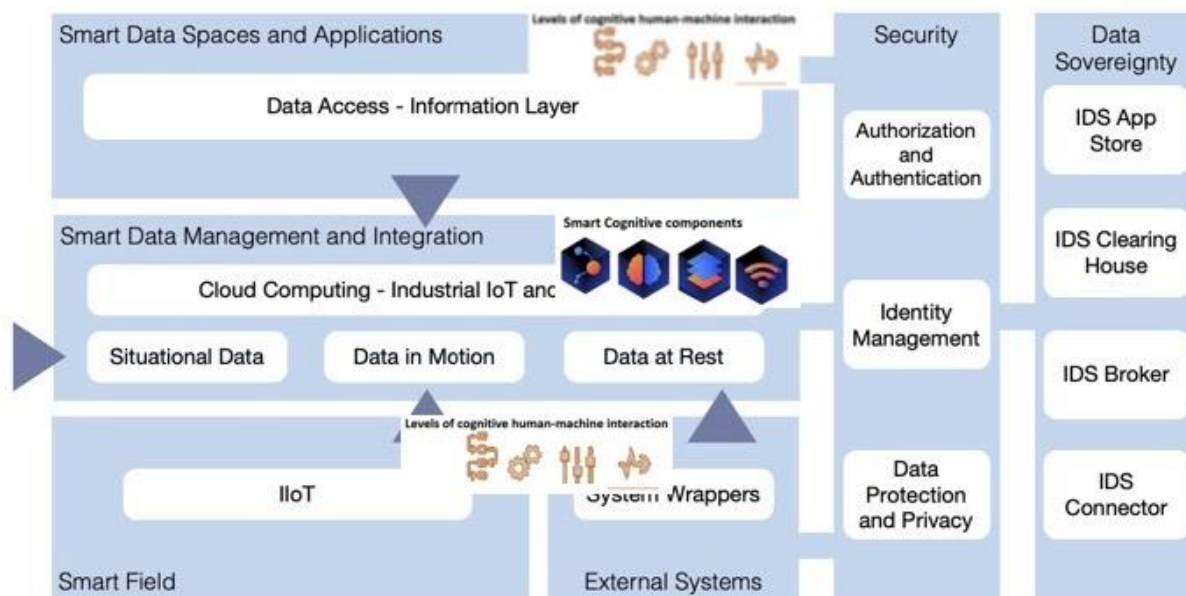 Smart Data Spaces and Applications
Levels of cognitive human-machine interaction
Data Access - Information Layer
Smart Data Management and Integration
Smart Cognitive components
Cloud Computing - Industrial IoT and
Situational Data
Data in Motion
Data at Rest
Levels of cognitive human-machine interaction
IIoT
System Wrappers
Smart Field
External Systems
Security
Authorization
and
Authentication
Identity
Management
Data
Protection
and Privacy
Data
Sovereignty
IDS App
Store
IDS Clearing
House
IDS Broker
IDS
Connector